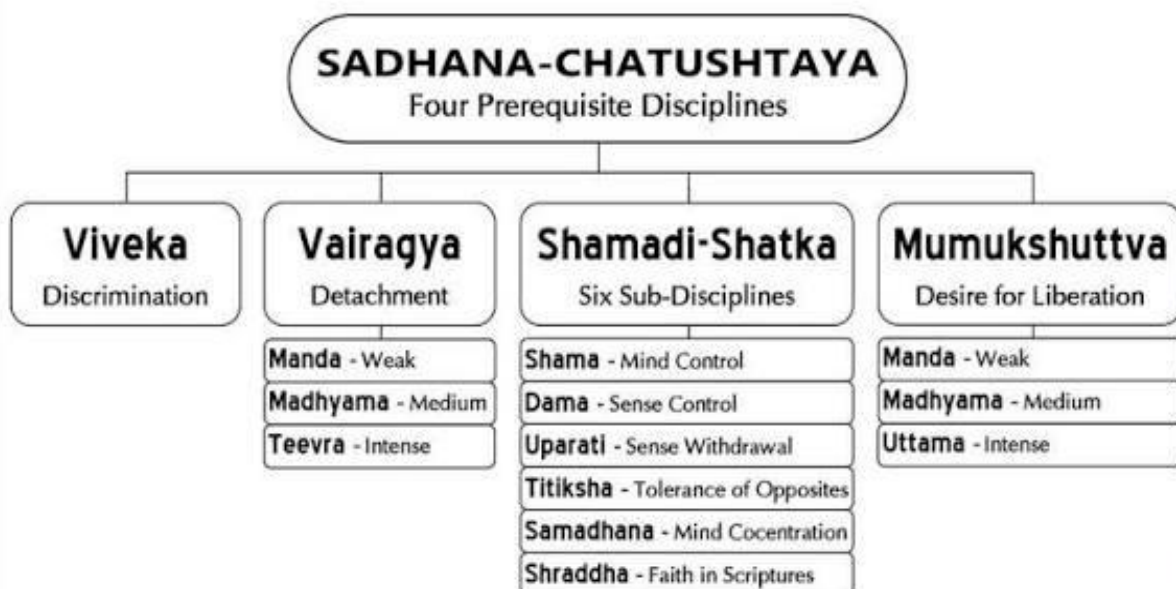 SADHANA-CHATUSHTAYA
Four Prerequisite Disciplines
Viveka
Discrimination
Vairagya
Detachment
Manda - Weak
Madhyama - Medium
Teevra - Intense
Shamadi-Shatka
Six Sub-Disciplines
Shama - Mind Control
Dama - Sense Control
Uparati - Sense Withdrawal
Titiksha - Tolerance of Opposites
Samadhana - Mind Cocentration
Shraddha - Faith in Scriptures
Mumukshuttva
Desire for Liberation
Manda - Weak
Madhyama - Medium
Uttama - Intense